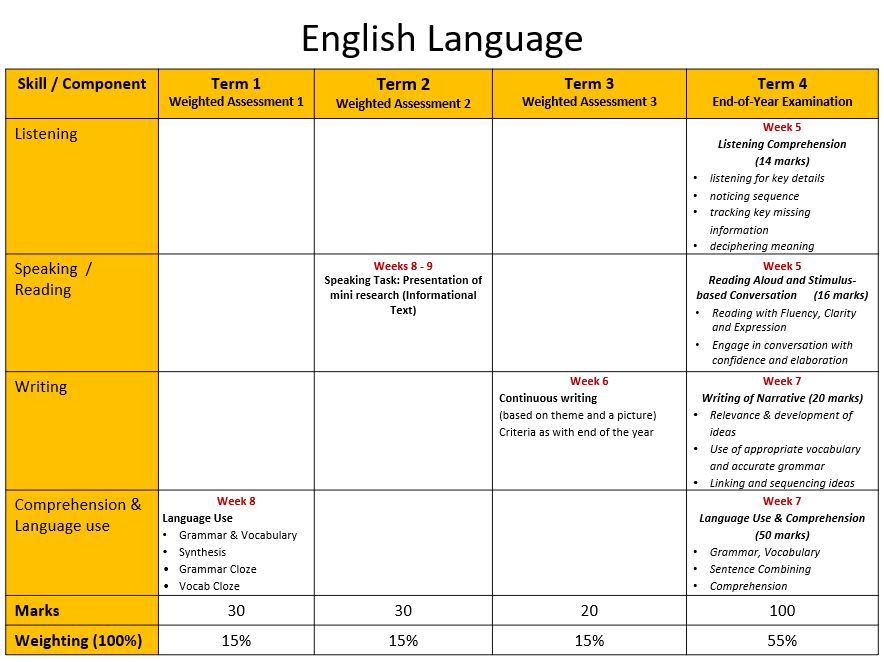 English Language
Skill / Component
Term 1
Weighted Assessment 1
Term 2
Weighted Assessment 2
Term 3
Weighted Assessment 3
Term 4
End-of-Year Examination
Listening
Week 5
Listening Comprehension
(14 marks)
• listening for key details
• noticing sequence
• tracking key missing
information
• deciphering meaning
Speaking /
Reading
Weeks 8 - 9
Speaking Task: Presentation of
mini research (Informational
Text)
Week 5
Reading Aloud and Stimulus-
based Conversation (16 marks)
• Reading with Fluency, Clarity
and Expression
• Engage in conversation with
confidence and elaboration
Writing
Week 6
Continuous writing
(based on theme and a picture)
Criteria as with end of the year
Week 7
Writing of Narrative (20 marks)
• Relevance & development of
ideas
• Use of appropriate vocabulary
and accurate grammar
• Linking and sequencing ideas
Comprehension &
Language use
Week 8
Language Use
• Grammar & Vocabulary
• Synthesis
• Grammar Cloze
• Vocab Cloze
Week 7
Language Use & Comprehension
(50 marks)
• Grammar, Vocabulary
• Sentence Combining
• Comprehension
Marks
30
30
20
100
Weighting (100%)
15%
15%
15%
55%